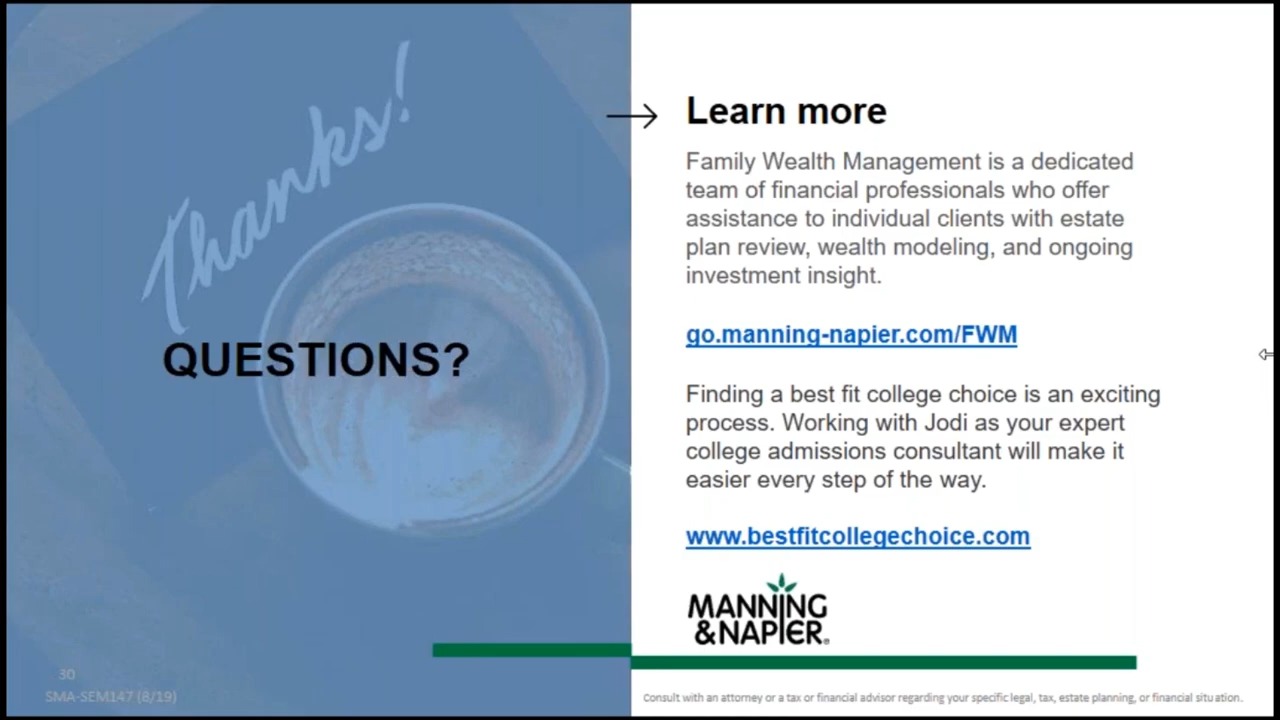 Thanks!
QUESTIONS?
30
SMA-SEM147 (8/19)
Learn more
Family Wealth Management is a dedicated
team of financial professionals who offer
assistance to individual clients with estate
plan review, wealth modeling, and ongoing
investment insight.
go.manning-napier.com/FWM
Finding a best fit college choice is an exciting
process. Working with Jodi as your expert
college admissions consultant will make it
easier every step of the way.
www.bestfitcollegechoice.com
MANNING
&NAPIER®
Consult with an attorney or a tax or financial advisor regarding your specific legal, tax, estate planning, or financial situation.